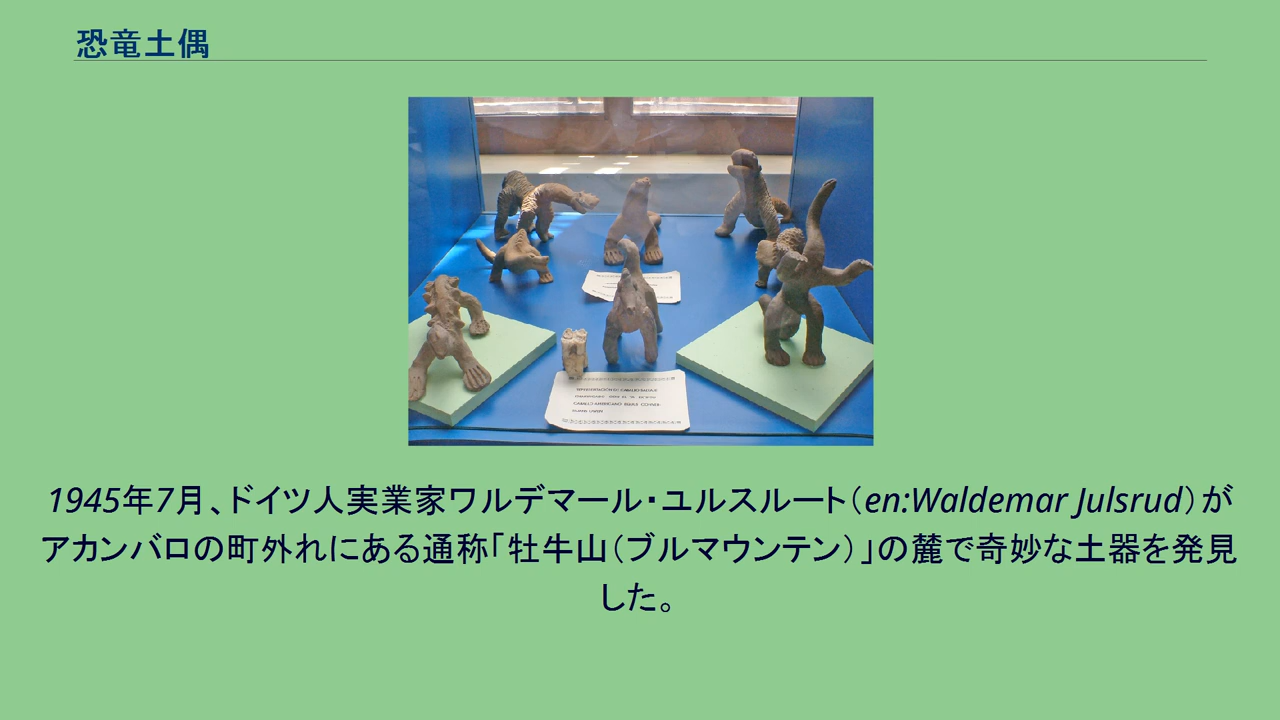 恐竜土偶
1945年7月、ドイツ人実業家ワルデマール・ユルスルート（en:Waldemar Julsrud）が
アカンバロの町外れにある通称「牡牛山（ブルマウンテン）」の麓で奇妙な土器を発見
した。